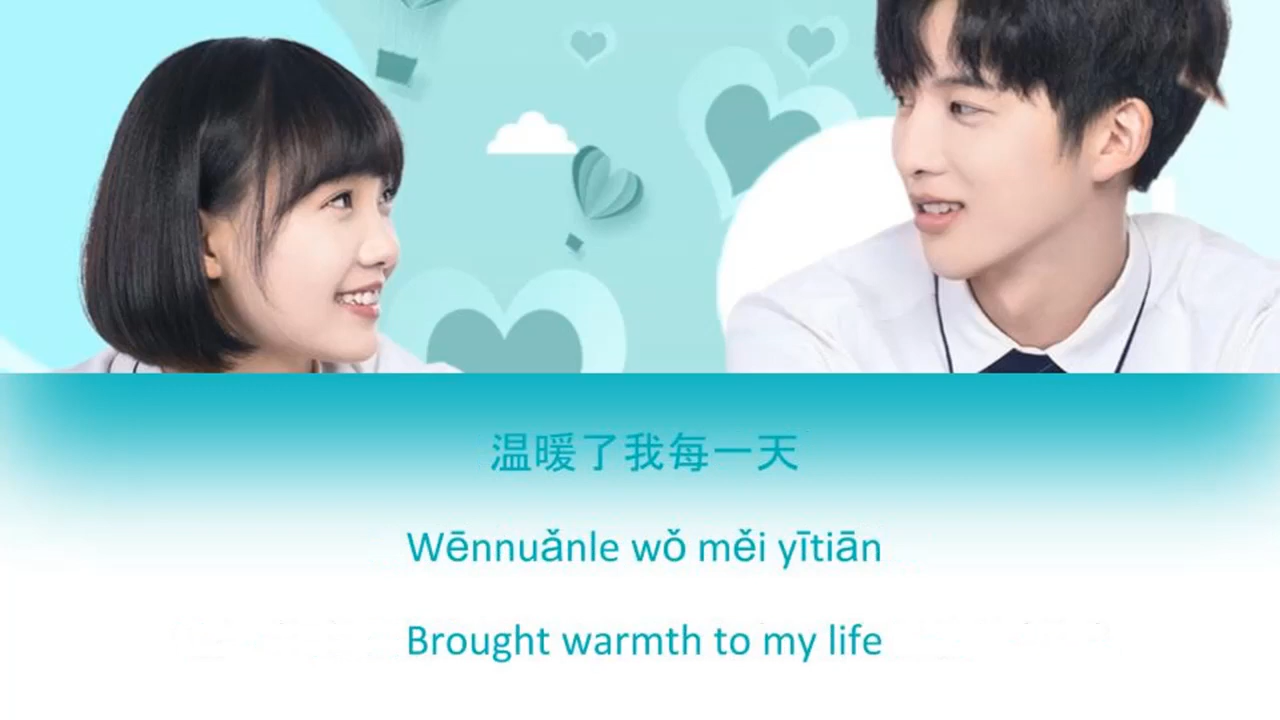 温暖了我每一天
Wēnnuǎnle wǒ měi yītiān
Brought warmth to my life